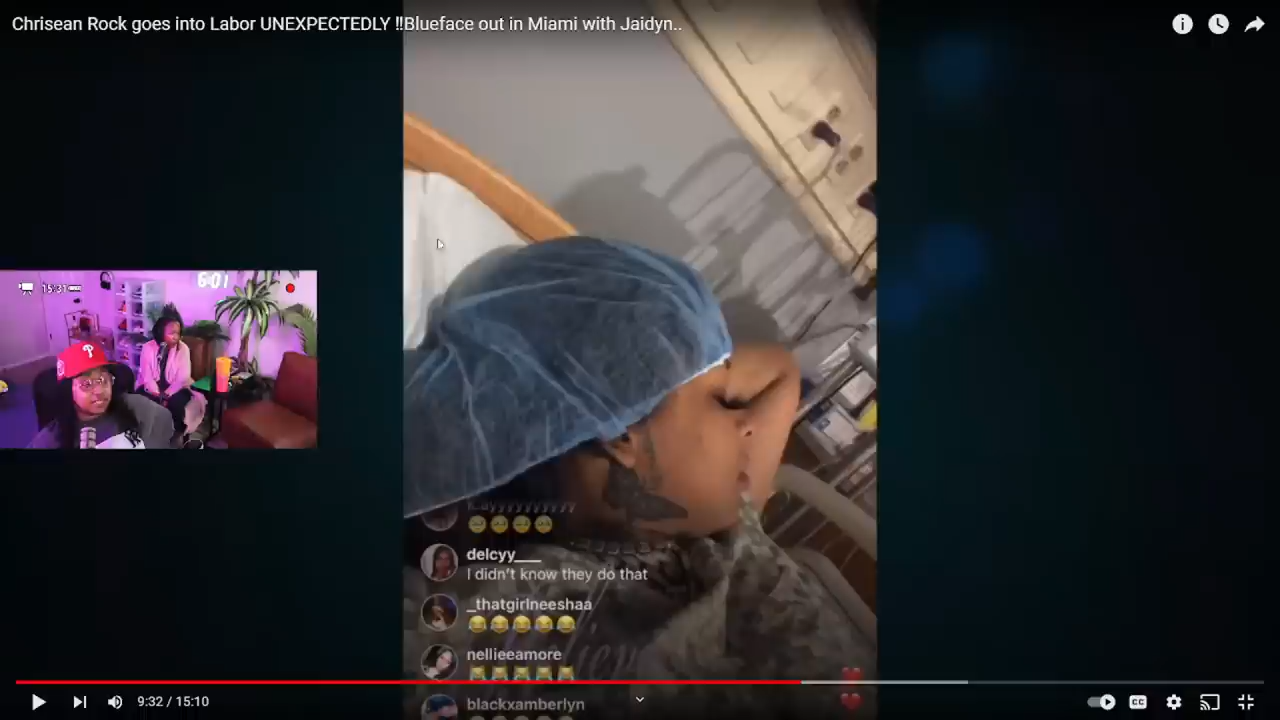 Chrisean Rock goes into Labor UNEXPECTEDLY ‼Blueface out in Miami with Jaidyn..
15:31
6:01
P
delcyy___
I didn't know they do that
_thatgirlneeshaa
nellieeamore
blackxamberlyn
9:32 / 15:10
CC